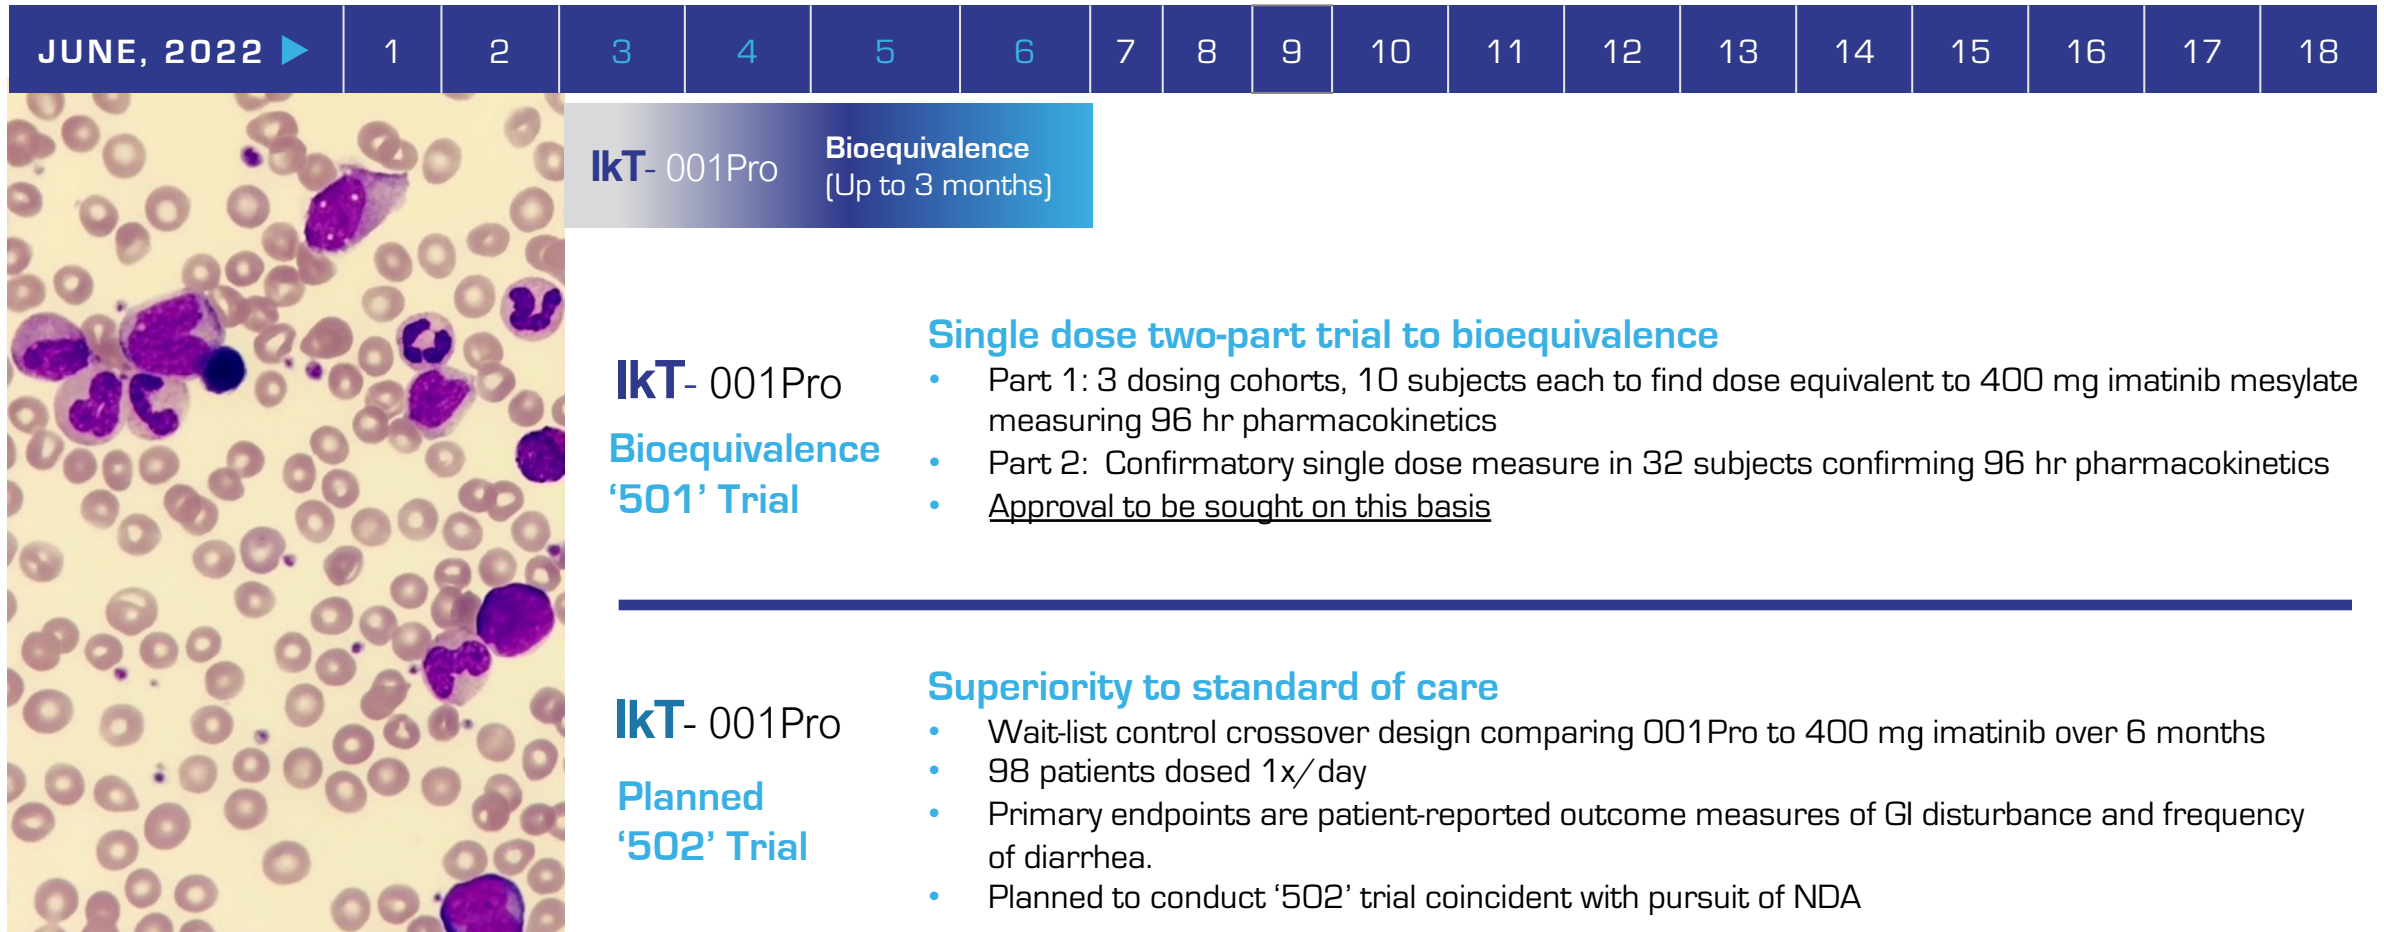 JUNE, 2022 1 2 3 4 5 6 7 8 9 10 11 12 13 14 15 16 17 18
IkT- 001Pro
Bioequivalence
(Up to 3 months)
IkT- 001Pro
Bioequivalence
‘501’ Trial
Single dose two-part trial to bioequivalence
• Part 1: 3 dosing cohorts, 10 subjects each to find dose equivalent to 400 mg imatinib mesylate
measuring 96 hr pharmacokinetics
• Part 2: Confirmatory single dose measure in 32 subjects confirming 96 hr pharmacokinetics
• Approval to be sought on this basis
IkT- 001Pro
Planned
‘502’ Trial
Superiority to standard of care
• Wait-list control crossover design comparing 001Pro to 400 mg imatinib over 6 months
• 98 patients dosed 1x/day
• Primary endpoints are patient-reported outcome measures of GI disturbance and frequency
of diarrhea.
• Planned to conduct ‘502’ trial coincident with pursuit of NDA